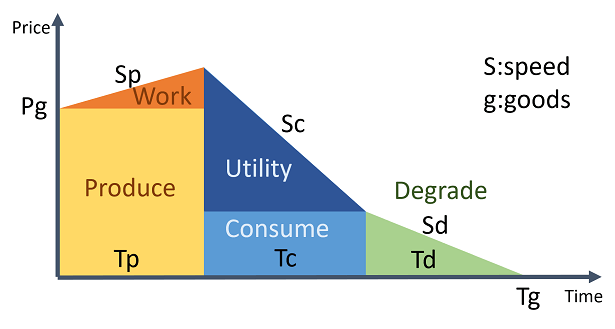 Price
Sp
Work
Pg
Produce
Tp
Sc
Utility
Consume
Tc
Degrade
Sd
Td
S:speed
g:goods
Tg
Time